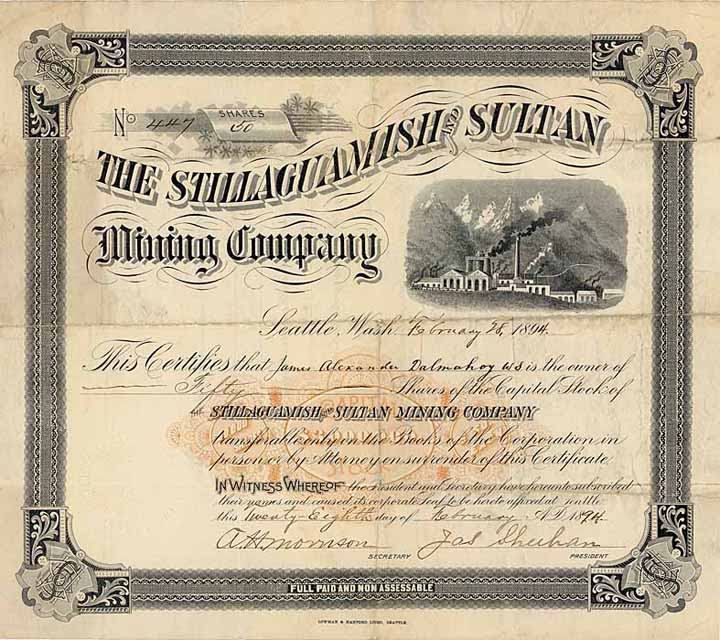 SHARES
No 447 50
THE STILLAGUAMISH AND SULTAN
Mining Company
Seattle, Wash. February 28, 1894.
This Certifies that James Alexander Dalmahoy WS is the owner of
Fifty Shares of the Capital Stock of
THE STILLAGUAMISH AND SULTAN MINING COMPANY
transferable only on the Books of the Corporation in
person or by Attorney on surrender of this Certificate.
IN WITNESS WHEREOF the President and Secretary have hereunto subscribed
their names and caused its corporate Seal to be hereto affixed at Seattle
this Twenty-Eighth day of February A.D. 1894.
A H Morrison Jas Sheehan
SECRETARY PRESIDENT
FULL PAID AND NON ASSESSABLE
LOWMAN & HANFORD LITHO, SEATTLE.